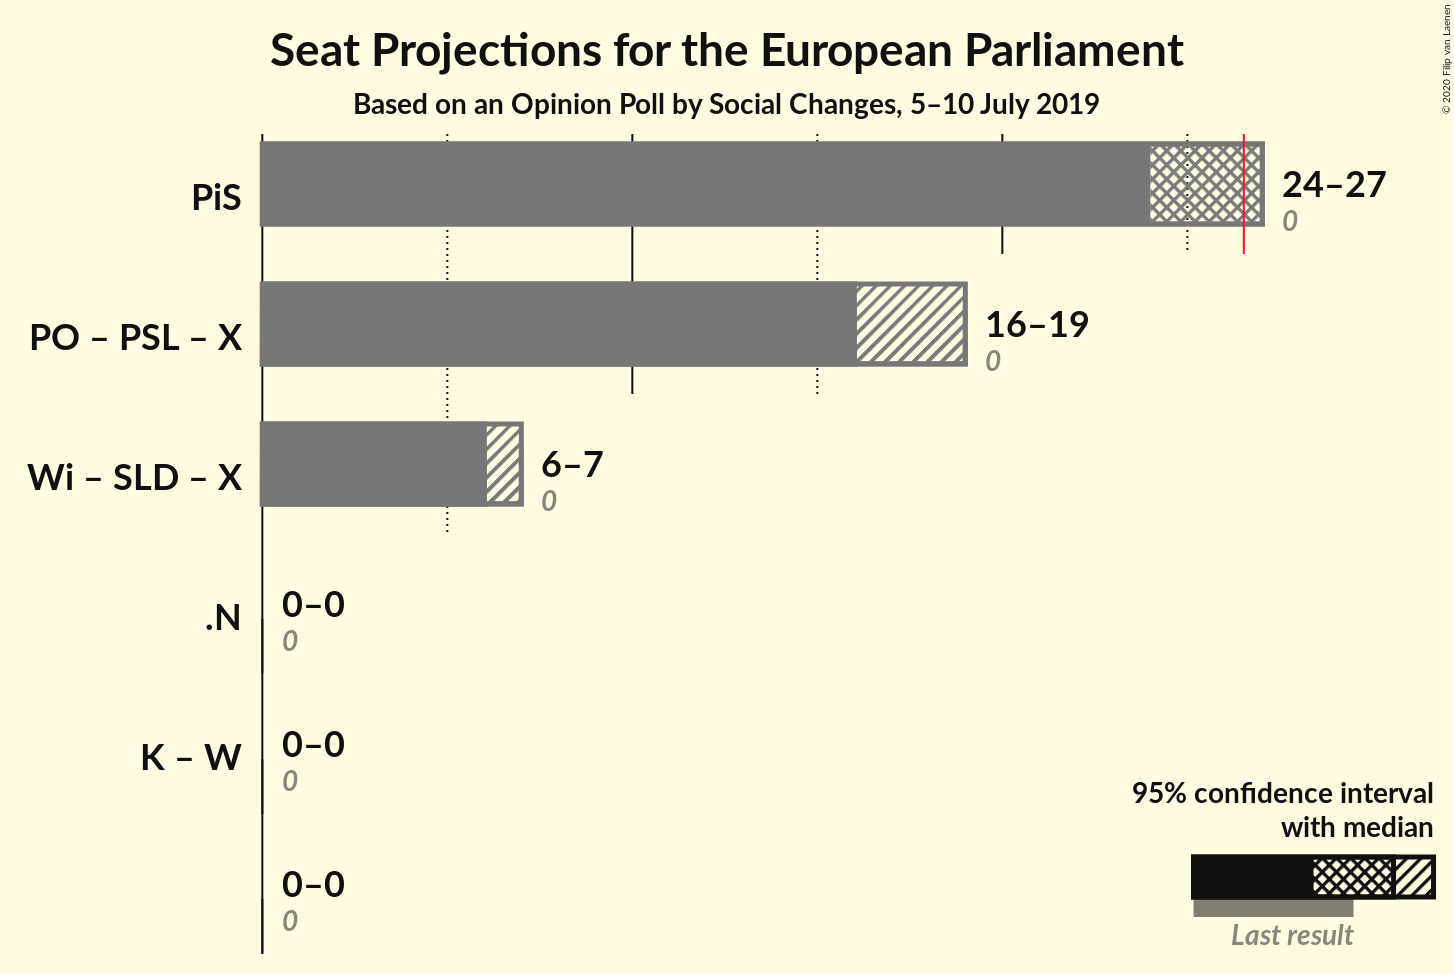 Seat Projections for the European Parliament
Based on an Opinion Poll by Social Changes, 5–10 July 2019
© 2020 Filip van Laenen
PiS
24–27
0
PO – PSL – X
16–19
0
Wi – SLD – X
6–7
0
.N
0–0
0
K – W
0–0
0
0–0
0
95% confidence interval
with median
Last result